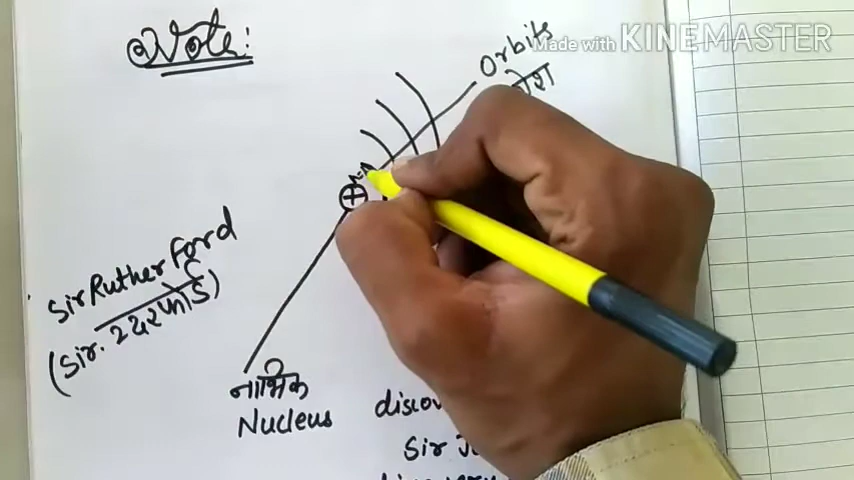 Note:
Made with KINEMASTER
Orbits
Sir Rutherford
(Sir. रदरफोर्ड)
नाभिक
Nucleus
Sir